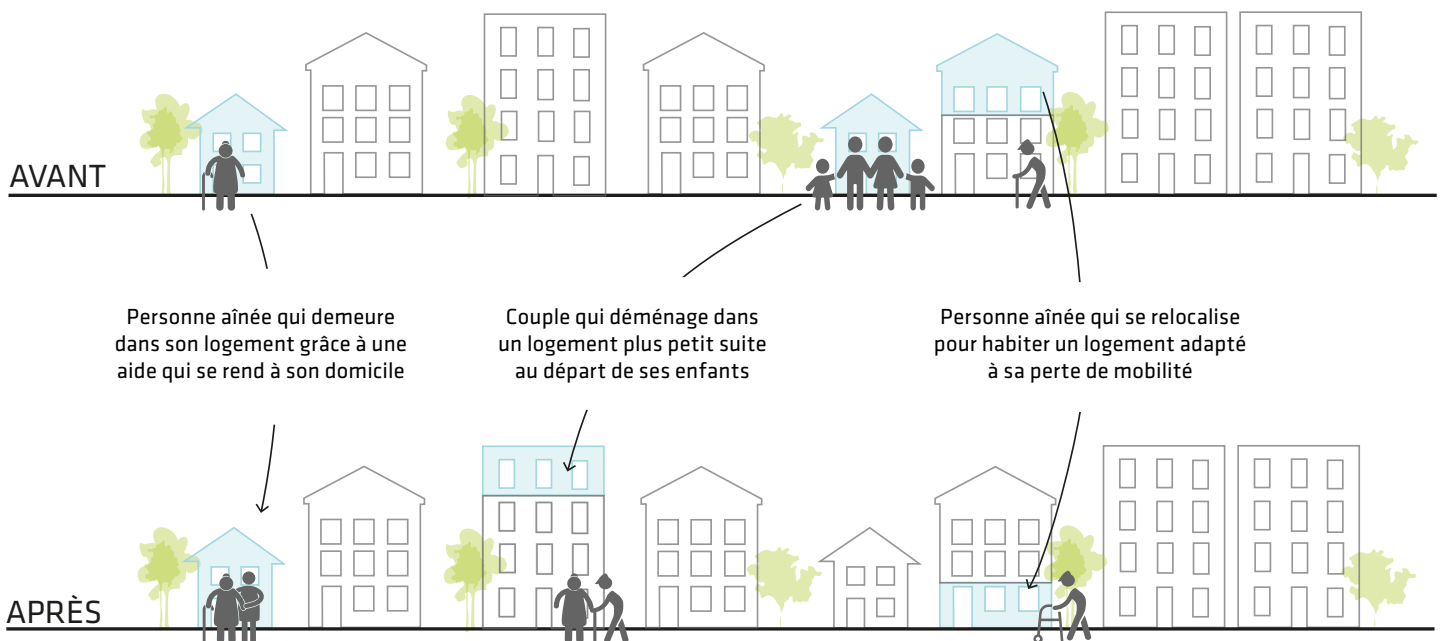 AVANT
Personne aînée qui demeure
dans son logement grâce à une
aide qui se rend à son domicile
Couple qui déménage dans
un logement plus petit suite
au départ de ses enfants
Personne aînée qui se relocalise
pour habiter un logement adapté
à sa perte de mobilité
APRÈS